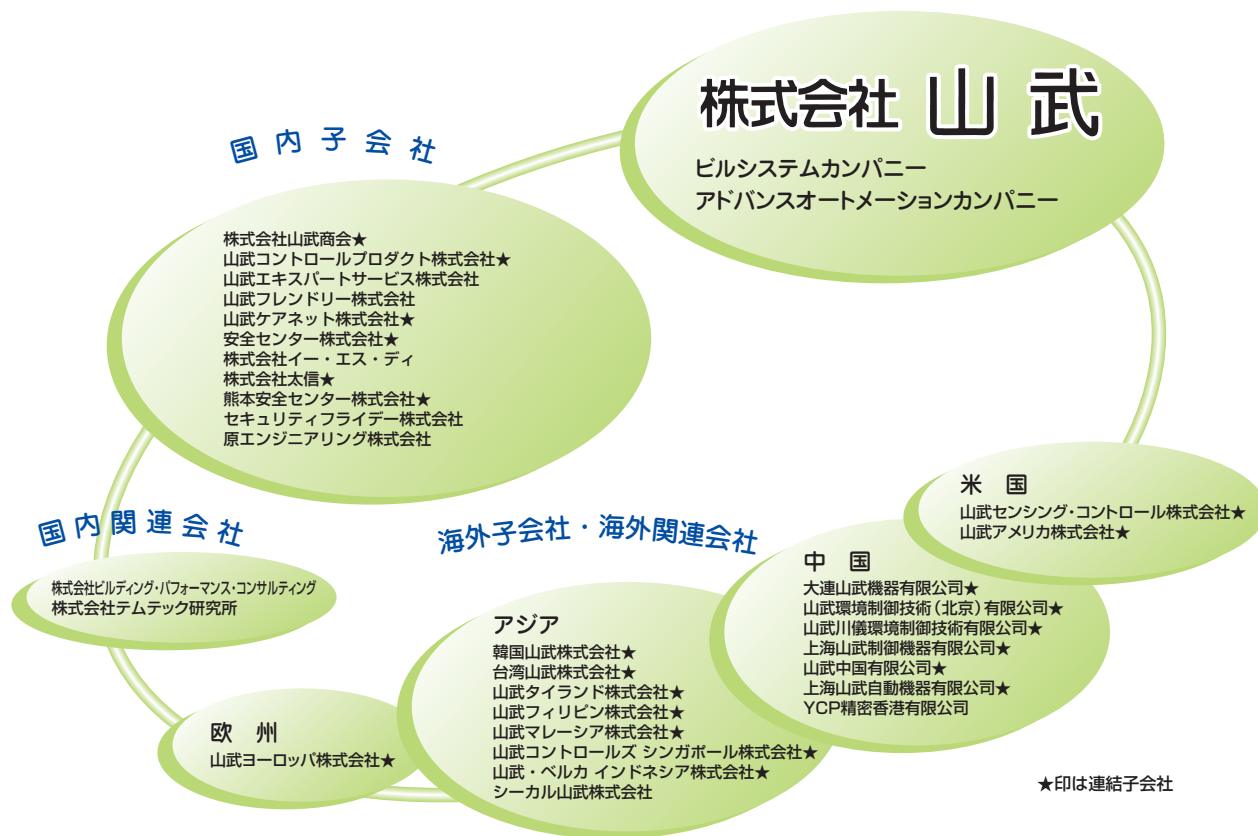 株式会社 山武
ビルシステムカンパニー
アドバンスオートメーションカンパニー
国内子会社
株式会社山武商会★
山武コントロールプロダクト株式会社★
山武エキスパートサービス株式会社
山武フレンドリー株式会社
山武ケアネット株式会社★
安全センター株式会社★
株式会社イー・エス・ディ
株式会社太信★
熊本安全センター株式会社★
セキュリティフライデー株式会社
原エンジニアリング株式会社
国内関連会社
株式会社ビルディング・パフォーマンス・コンサルティング
株式会社テムテック研究所
海外子会社・海外関連会社
米国
山武センシング・コントロール株式会社★
山武アメリカ株式会社★
中国
大連山武機器有限公司★
山武環境制御技術(北京)有限公司★
山武川儀環境制御技術有限公司★
上海山武制御機器有限公司★
山武中国有限公司★
上海山武自動機器有限公司★
YCP精密香港有限公司
アジア
韓国山武株式会社★
台湾山武株式会社★
山武タイランド株式会社★
山武フィリピン株式会社★
山武マレーシア株式会社★
山武コントロールズ シンガポール株式会社★
山武・ベルカ インドネシア株式会社★
シーカル山武株式会社
欧州
山武ヨーロッパ株式会社★
★印は連結子会社